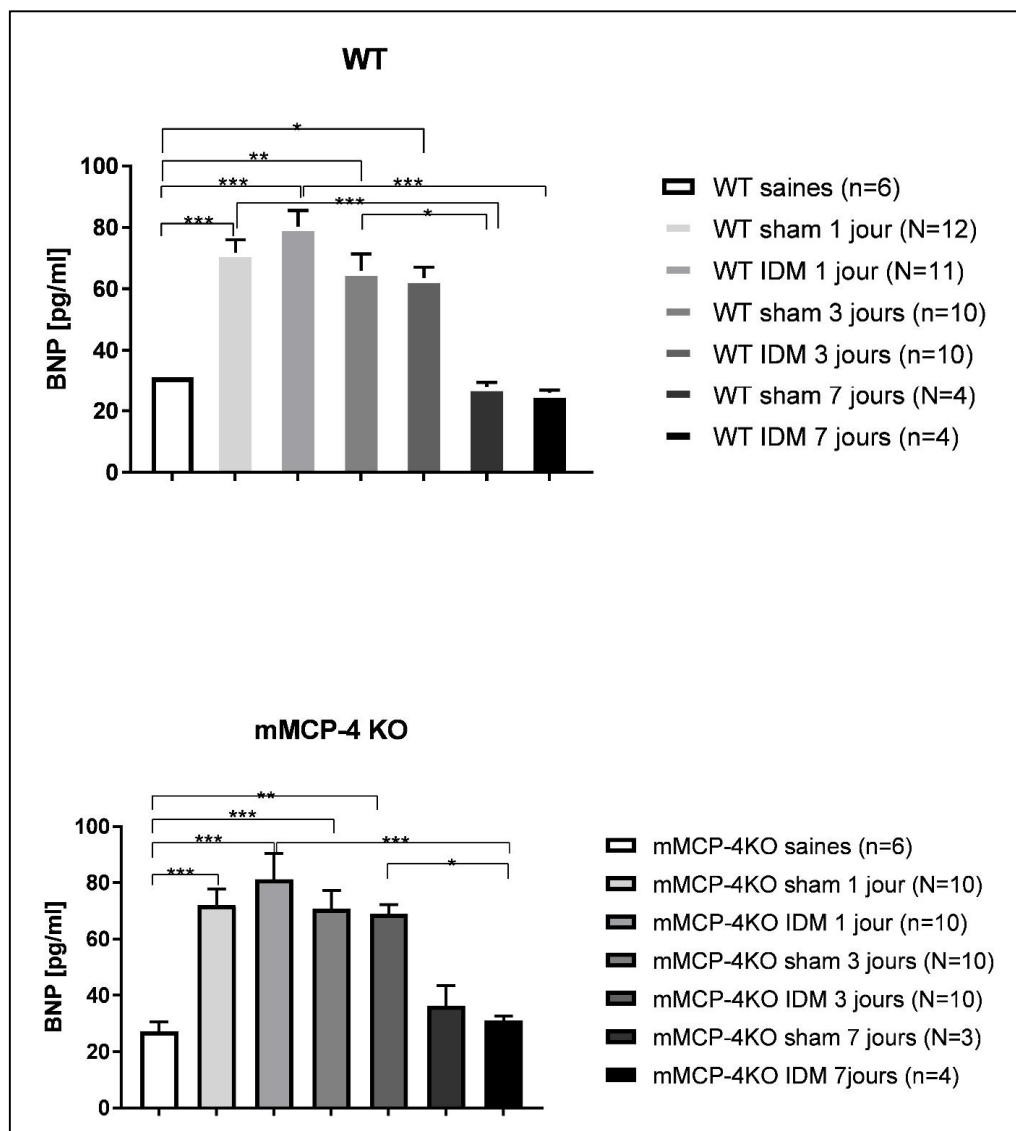 WT
*
**
*** ***
*** ***
*
100
80
60
40
20
0
BNP [pg/ml]
WT saines (n=6)
WT sham 1 jour (N=12)
WT IDM 1 jour (N=11)
WT sham 3 jours (n=10)
WT IDM 3 jours (n=10)
WT sham 7 jours (N=4)
WT IDM 7 jours (n=4)
mMCP-4 KO
**
***
*** ***
*** *
100
80
60
40
20
0
BNP [pg/ml]
mMCP-4KO saines (n=6)
mMCP-4KO sham 1 jour (N=10)
mMCP-4KO IDM 1 jour (n=10)
mMCP-4KO sham 3 jours (N=10)
mMCP-4KO IDM 3 jours (N=10)
mMCP-4KO sham 7 jours (N=3)
mMCP-4KO IDM 7jours (n=4)